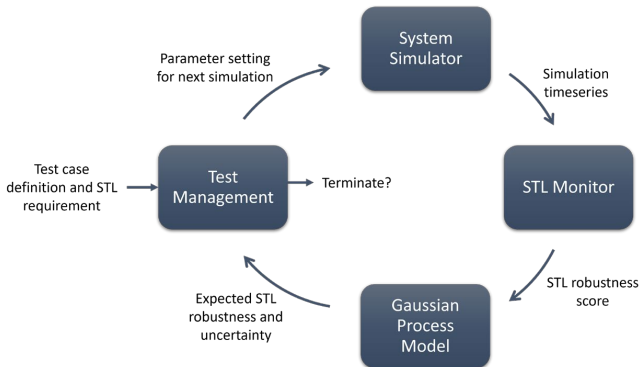 System
Simulator
Parameter setting
for next simulation
Simulation
timeseries
Test case
definition and STL
requirement
Test
Management
Terminate?
STL Monitor
STL robustness
score
Gaussian
Process
Model
Expected STL
robustness and
uncertainty